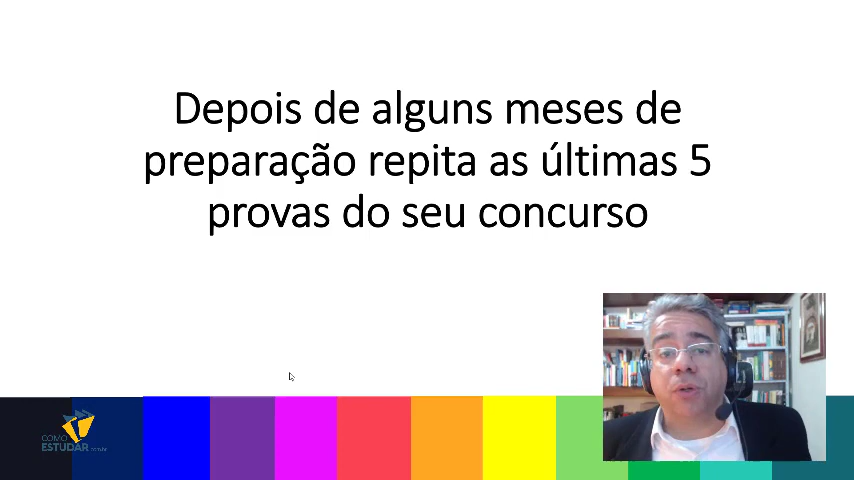 Depois de alguns meses de
preparação repita as últimas 5
provas do seu concurso
COMO
ESTUDAR